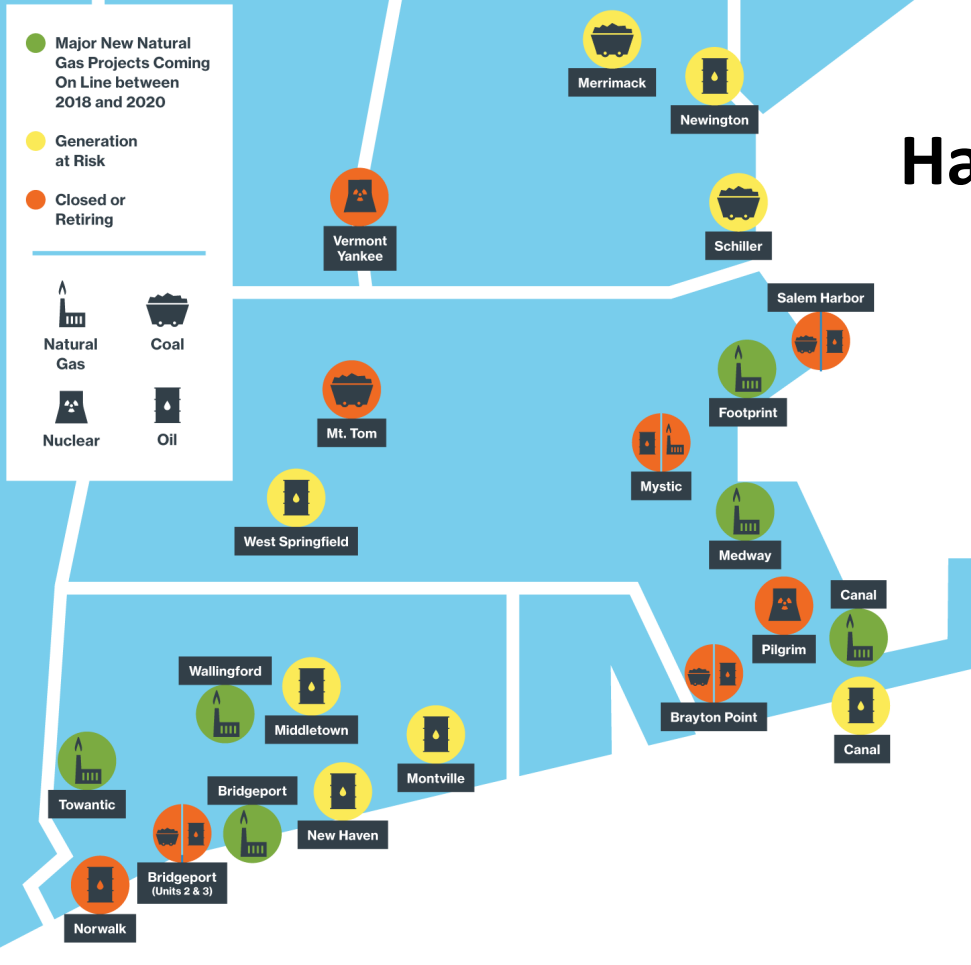 Major New Natural
Gas Projects Coming
On Line between
2018 and 2020
Generation
at Risk
Closed or
Retiring
Natural
Gas
Coal
Nuclear
Oil
Merrimack
Newington
Ha
Vermont
Yankee
Schiller
Salem Harbor
Footprint
Mt. Tom
Mystic
West Springfield
Medway
Canal
Pilgrim
Wallingford
Middletown
Brayton Point
Canal
Montville
Towantic
Bridgeport
New Haven
Bridgeport
(Units 2 & 3)
Norwalk